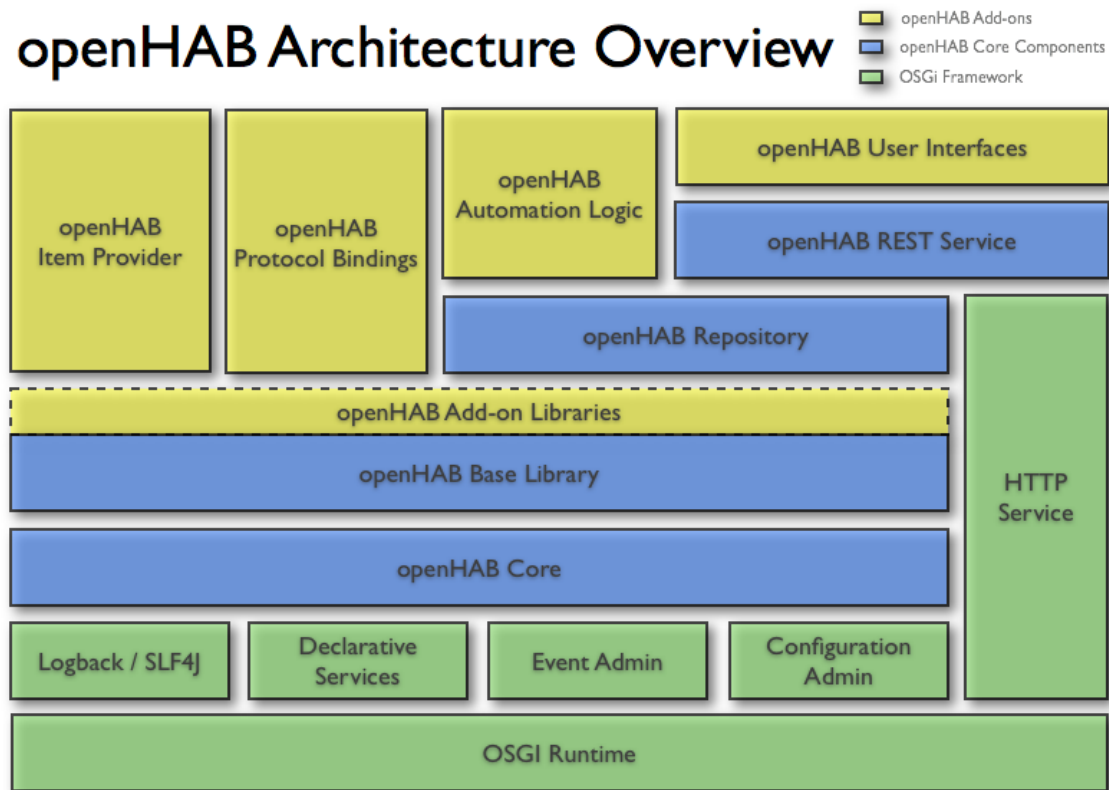 openHAB Architecture Overview
openHAB Add-ons
openHAB Core Components
OSGi Framework
openHAB
Item Provider
openHAB
Protocol Bindings
openHAB
Automation Logic
openHAB User Interfaces
openHAB REST Service
openHAB Repository
openHAB Add-on Libraries
openHAB Base Library
HTTP
Service
openHAB Core
Logback / SLF4J
Declarative
Services
Event Admin
Configuration
Admin
OSGI Runtime